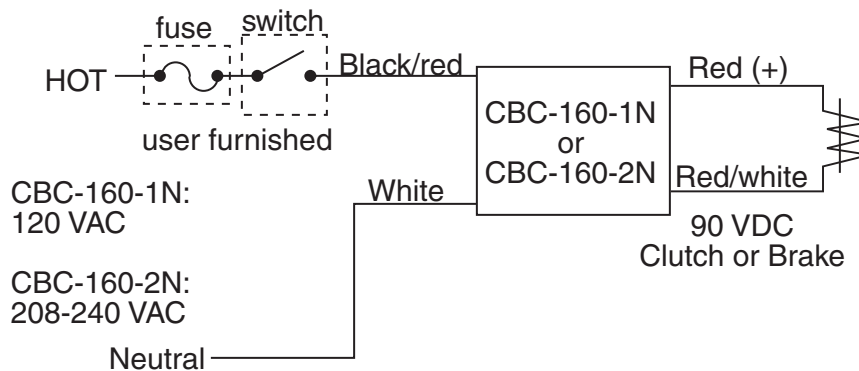 fuse
switch
HOT
Black/red
user furnished
Red (+)
CBC-160-1N
or
CBC-160-2N
White
Red/white
90 VDC
Clutch or Brake
CBC-160-1N:
120 VAC
CBC-160-2N:
208-240 VAC
Neutral